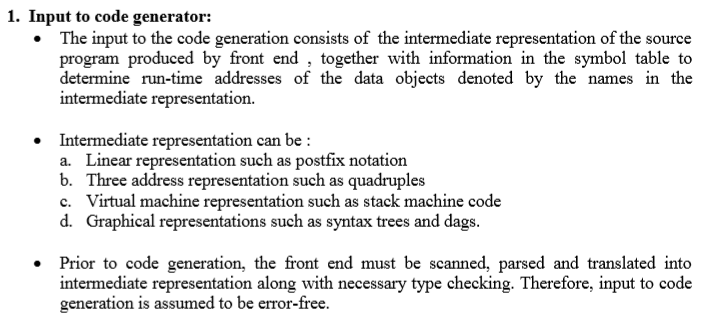 1. Input to code generator:
• The input to the code generation consists of the intermediate representation of the source
program produced by front end , together with information in the symbol table to
determine run-time addresses of the data objects denoted by the names in the
intermediate representation.
• Intermediate representation can be :
a. Linear representation such as postfix notation
b. Three address representation such as quadruples
c. Virtual machine representation such as stack machine code
d. Graphical representations such as syntax trees and dags.
• Prior to code generation, the front end must be scanned, parsed and translated into
intermediate representation along with necessary type checking. Therefore, input to code
generation is assumed to be error-free.